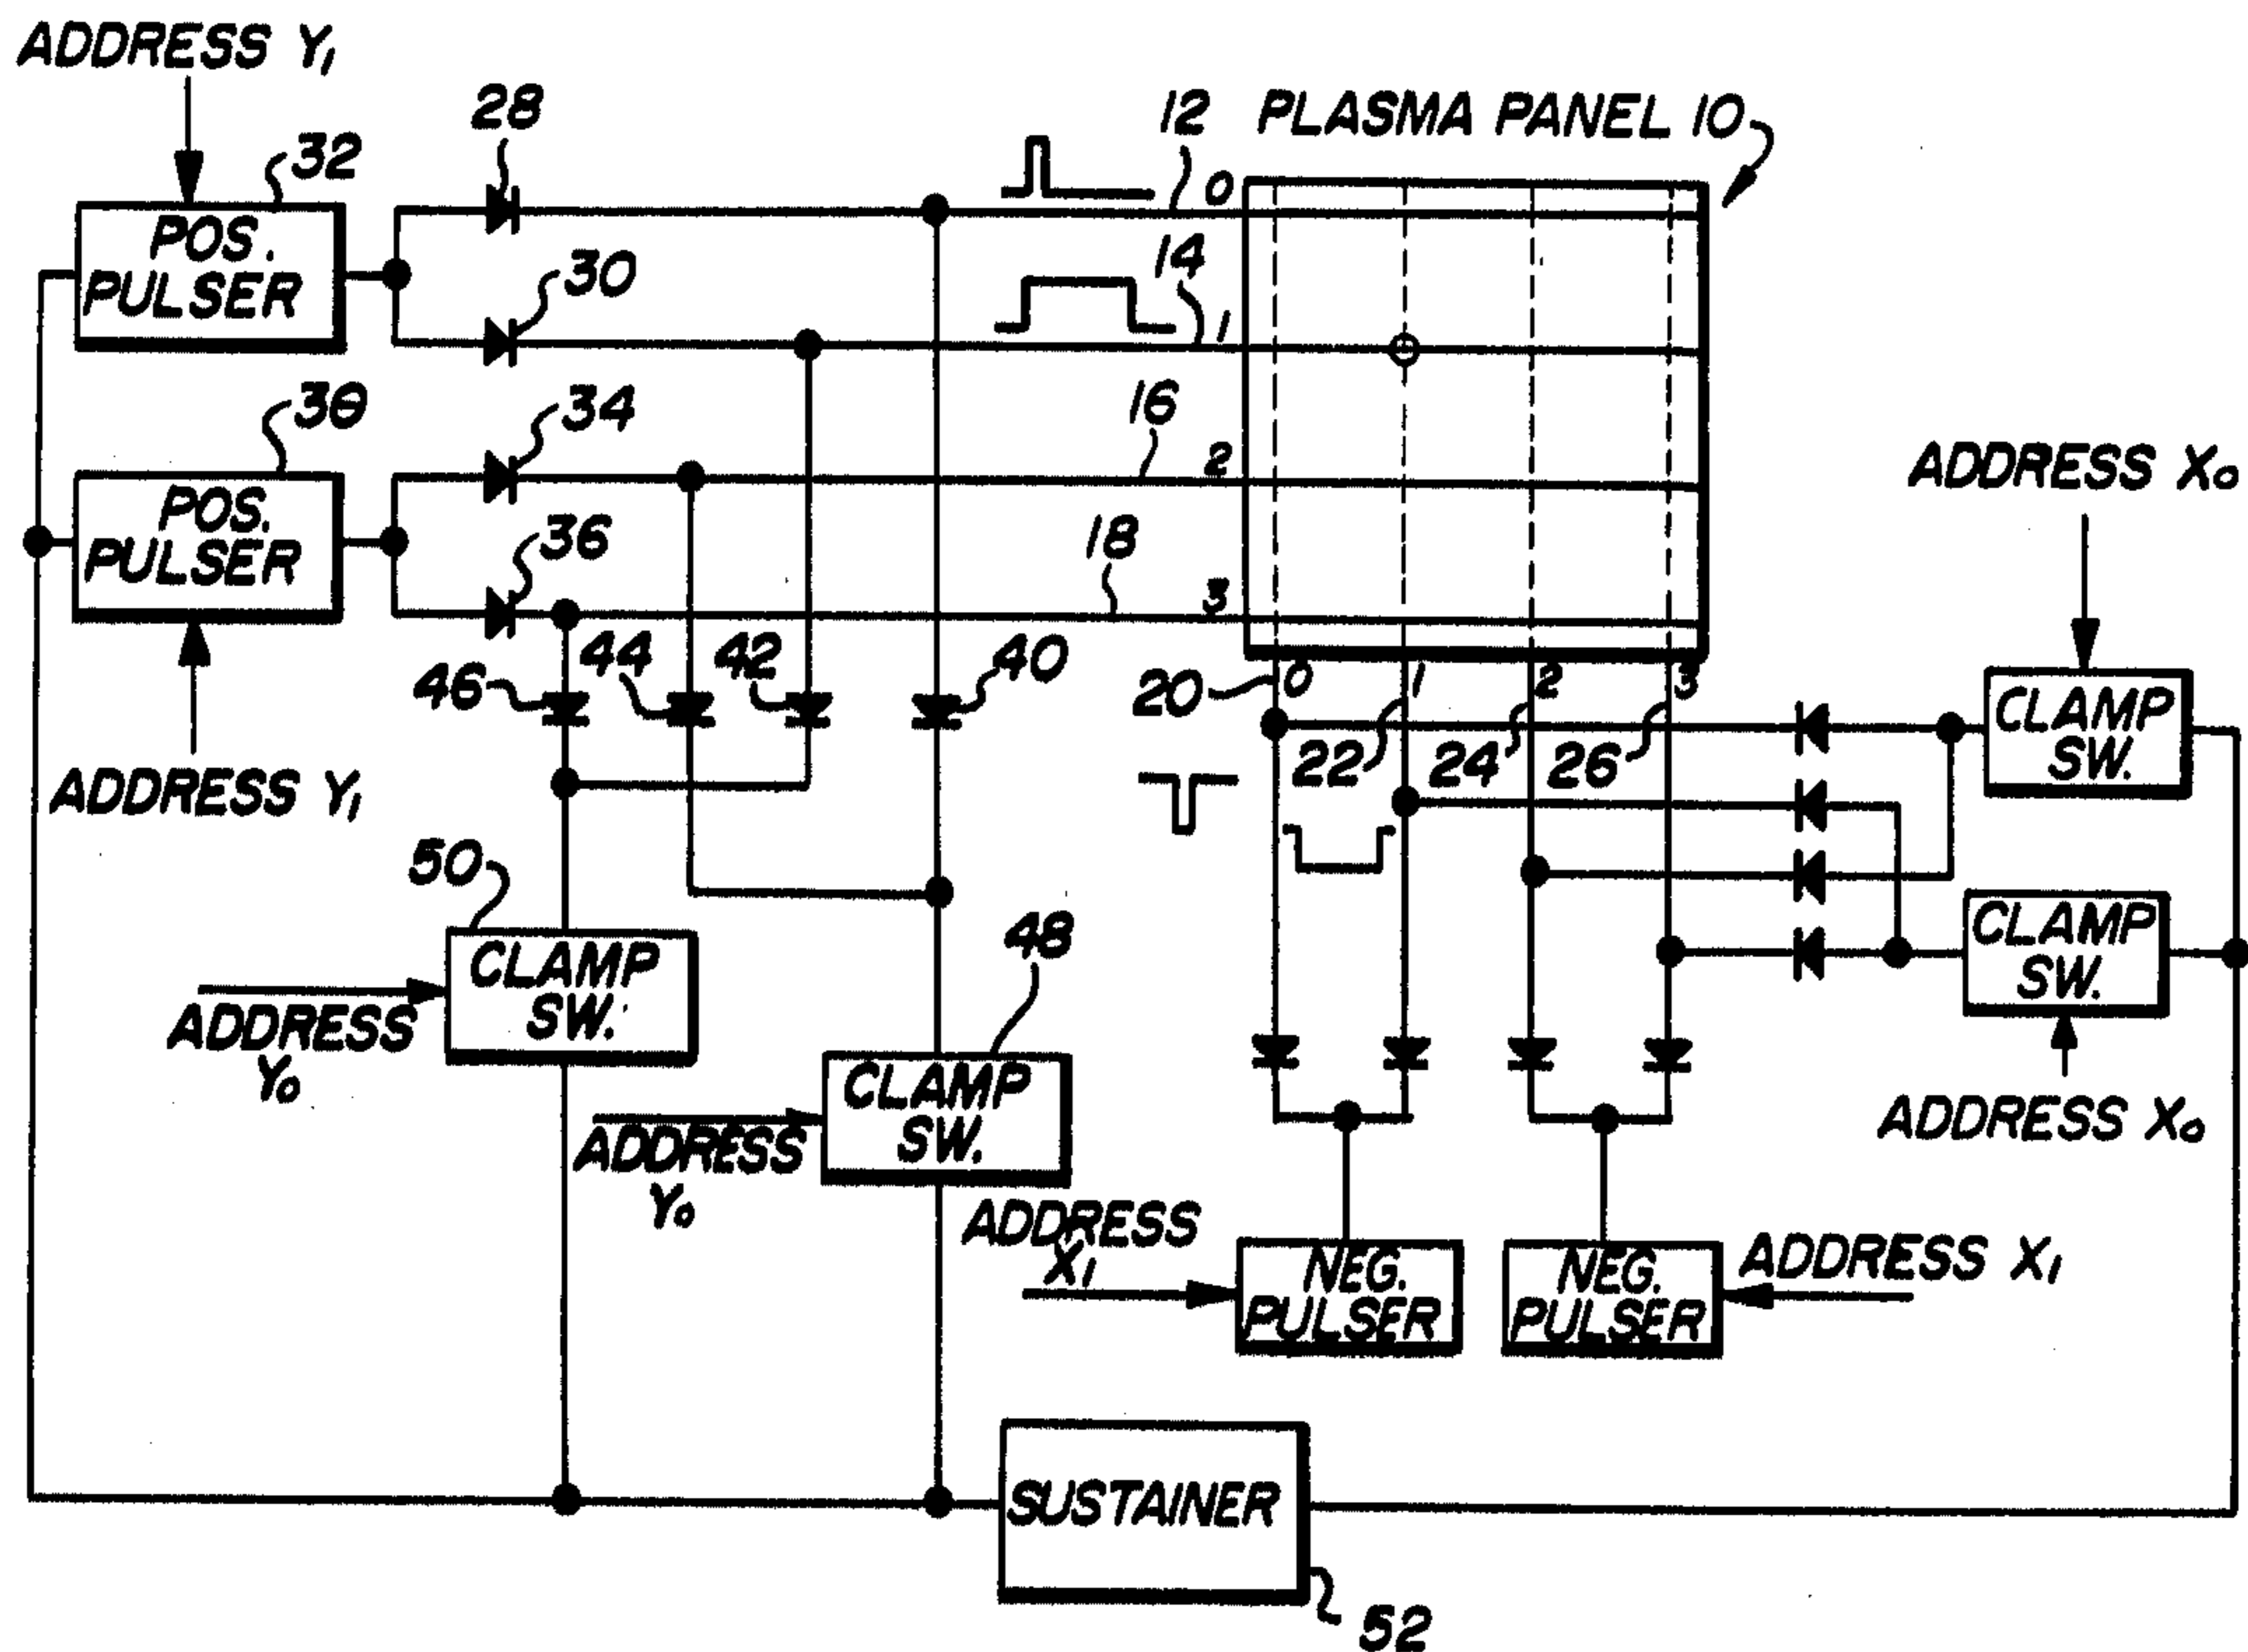 ADDRESS Y1
28
12
PLASMA PANEL 10
32
0
POS.
PULSER
30
14
1
38
34
16
2
ADDRESS X0
POS.
PULSER
36
18
3
46
44
42
40
20
0
1
2
3
CLAMP
SW.
22
24
26
ADDRESS Y1
50
48
CLAMP
SW.
CLAMP
SW.
ADDRESS
Y0
CLAMP
SW.
ADDRESS X0
ADDRESS
Y0
ADDRESS
X1
NEG.
PULSER
NEG.
PULSER
ADDRESS X1
SUSTAINER
52